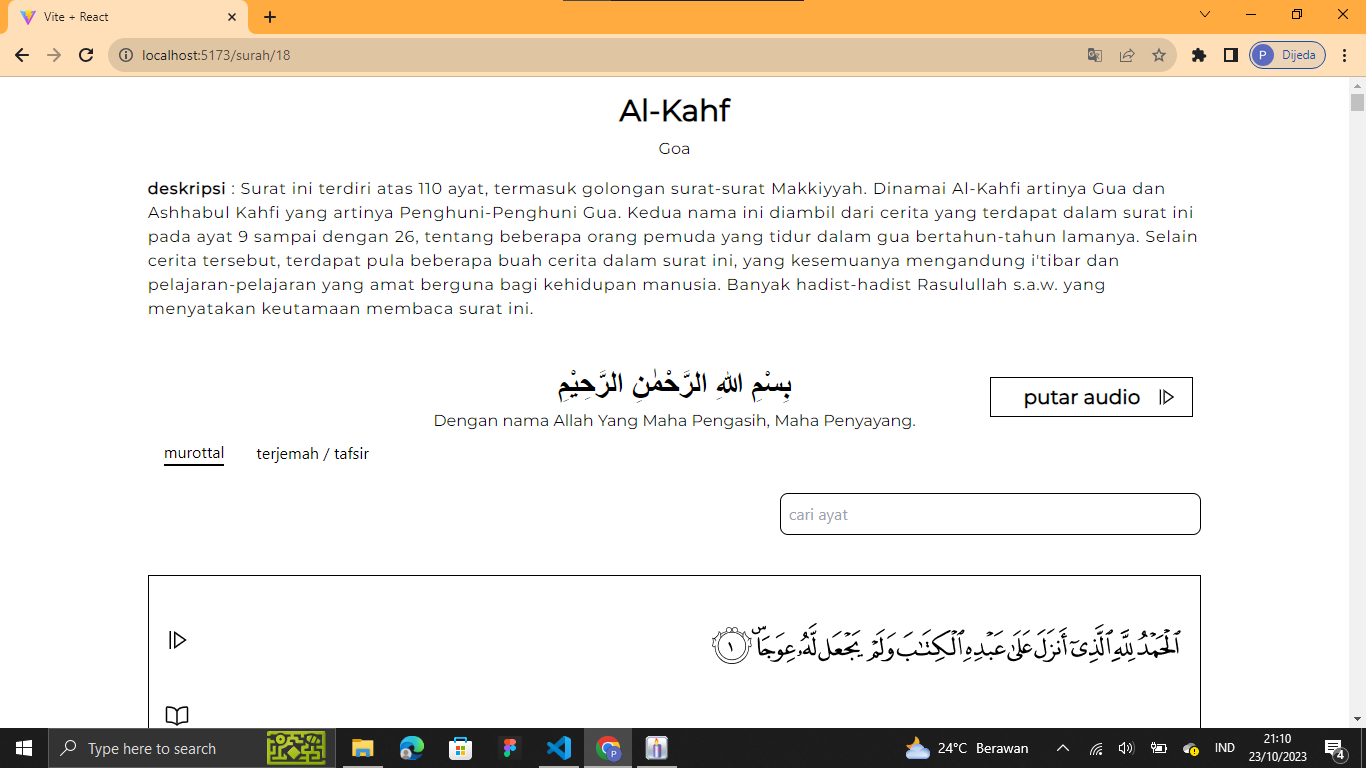 Vite + React
localhost:5173/surah/18
P Dijeda
Al-Kahf
Goa
deskripsi : Surat ini terdiri atas 110 ayat, termasuk golongan surat-surat Makkiyyah. Dinamai Al-Kahfi artinya Gua dan
Ashhabul Kahfi yang artinya Penghuni-Penghuni Gua. Kedua nama ini diambil dari cerita yang terdapat dalam surat ini
pada ayat 9 sampai dengan 26, tentang beberapa orang pemuda yang tidur dalam gua bertahun-tahun lamanya. Selain
cerita tersebut, terdapat pula beberapa buah cerita dalam surat ini, yang kesemuanya mengandung i'tibar dan
pelajaran-pelajaran yang amat berguna bagi kehidupan manusia. Banyak hadist-hadist Rasulullah s.a.w. yang
menyatakan keutamaan membaca surat ini.
بِسْمِ اللهِ الرَّحْمٰنِ الرَّحِيْمِ
putar audio
Dengan nama Allah Yang Maha Pengasih, Maha Penyayang.
murottal
terjemah / tafsir
cari ayat
ٱلْحَمْدُ لِلَّهِ ٱلَّذِىٓ أَنزَلَ عَلَىٰ عَبْدِهِ ٱلْكِتَـٰبَ وَلَمْ يَجْعَل لَّهُۥ عِوَجَاۜ ١
Type here to search
24°C Berawan
IND
21:10
23/10/2023
4